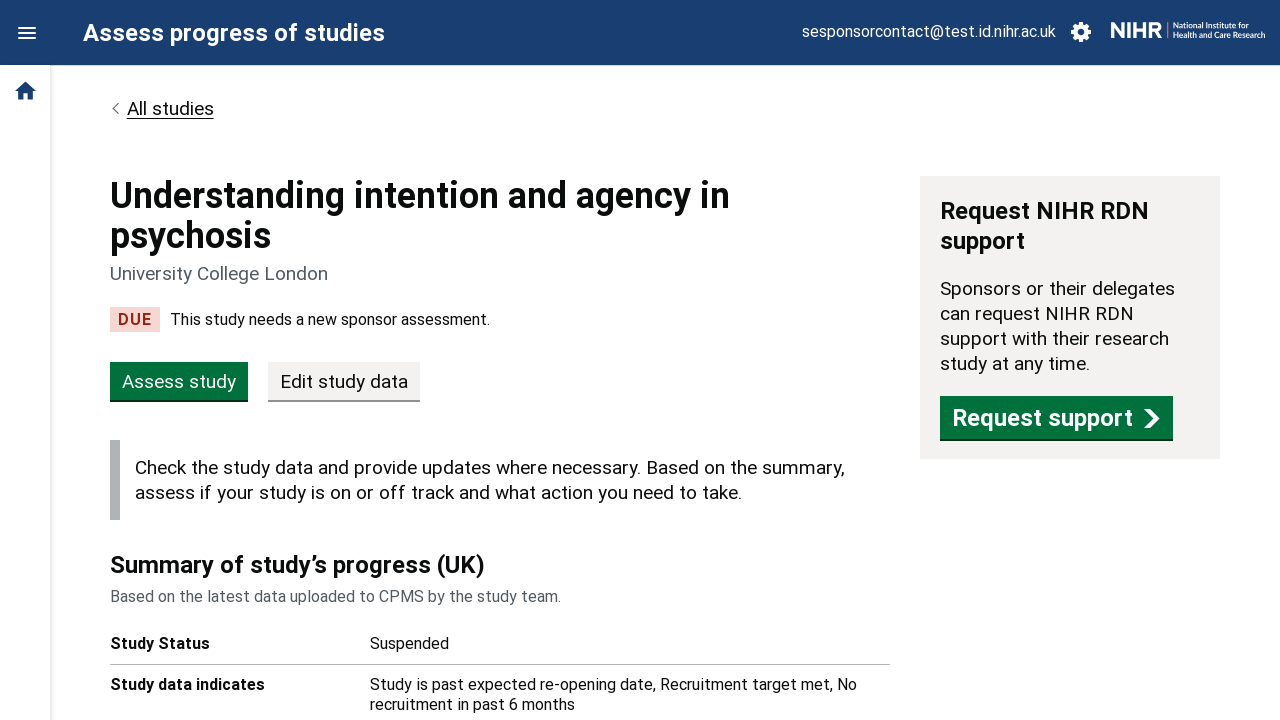 Assess progress of studies
sesponsorcontact@test.id.nihr.ac.uk
NIHR | National Institute for
Health and Care Research
All studies
Understanding intention and agency in
psychosis
University College London
DUE This study needs a new sponsor assessment.
Assess study
Edit study data
Check the study data and provide updates where necessary. Based on the summary,
assess if your study is on or off track and what action you need to take.
Summary of study’s progress (UK)
Based on the latest data uploaded to CPMS by the study team.
Study Status Suspended
Study data indicates Study is past expected re-opening date, Recruitment target met, No
recruitment in past 6 months
Request NIHR RDN
support
Sponsors or their delegates
can request NIHR RDN
support with their research
study at any time.
Request support